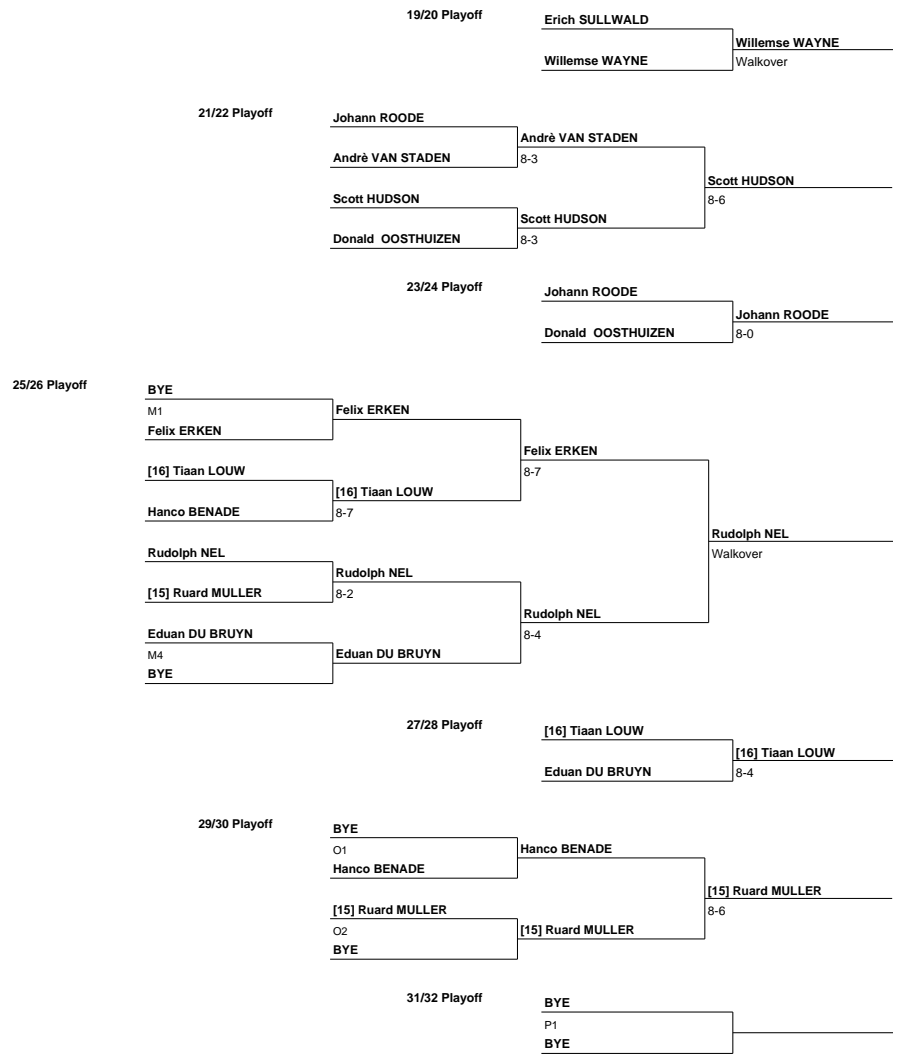 19/20 Playoff
Erich SULLWALD
Willemse WAYNE
Willemse WAYNE
Walkover
21/22 Playoff
Johann ROODE
Andrè VAN STADEN
Andrè VAN STADEN
8-3
Scott HUDSON
8-6
Scott HUDSON
Scott HUDSON
Donald OOSTHUIZEN
8-3
23/24 Playoff
Johann ROODE
Johann ROODE
Donald OOSTHUIZEN
8-0
25/26 Playoff
BYE
M1
Felix ERKEN
Felix ERKEN
Felix ERKEN
8-7
[16] Tiaan LOUW
[16] Tiaan LOUW
Hanco BENADE
8-7
Rudolph NEL
Walkover
Rudolph NEL
Rudolph NEL
[15] Ruard MULLER
8-2
Rudolph NEL
8-4
Eduan DU BRUYN
M4
Eduan DU BRUYN
BYE
27/28 Playoff
[16] Tiaan LOUW
[16] Tiaan LOUW
Eduan DU BRUYN
8-4
29/30 Playoff
BYE
O1
Hanco BENADE
Hanco BENADE
[15] Ruard MULLER
8-6
[15] Ruard MULLER
O2
[15] Ruard MULLER
BYE
31/32 Playoff
BYE
P1
BYE